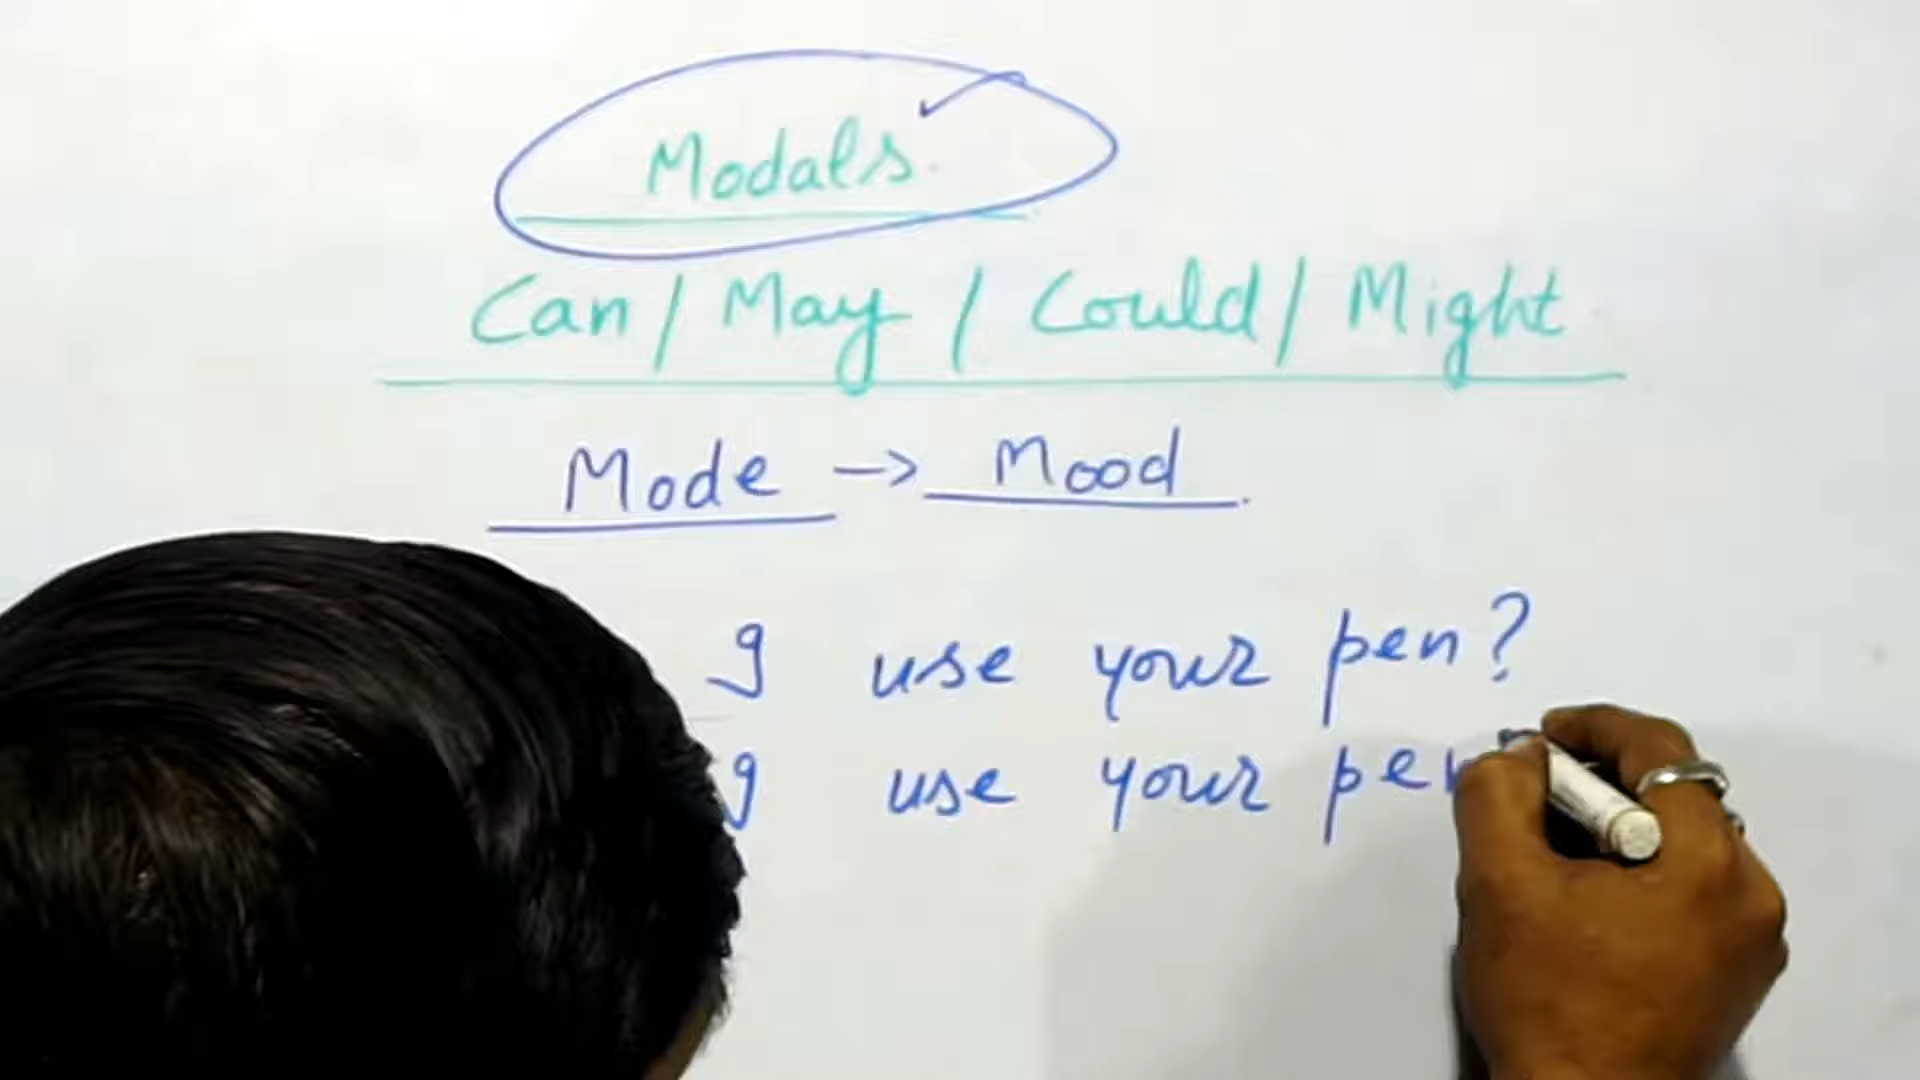 Modals.
Can / May / Could / Might
Mode -> Mood
I use your pen?
I use your